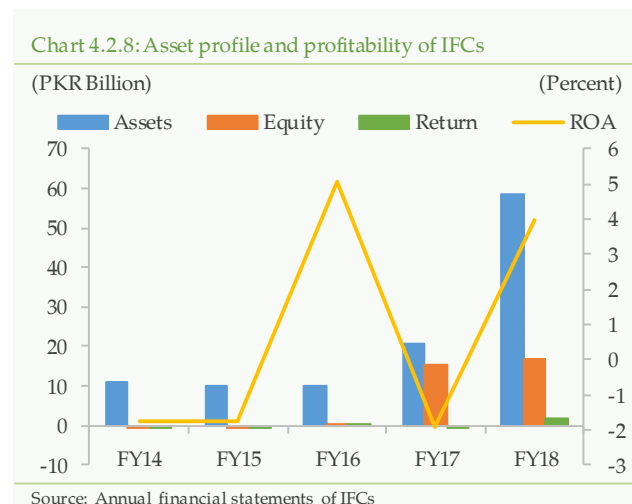 Chart 4.2.8: Asset profile and profitability of IFCs
(PKR Billion) (Percent)
Assets Equity Return ROA
70 6
60 5
50 4
40 3
30 2
20 1
10 0
0 -1
-10 -2
-3
FY14 FY15 FY16 FY17 FY18
Source: Annual financial statements of IFCs